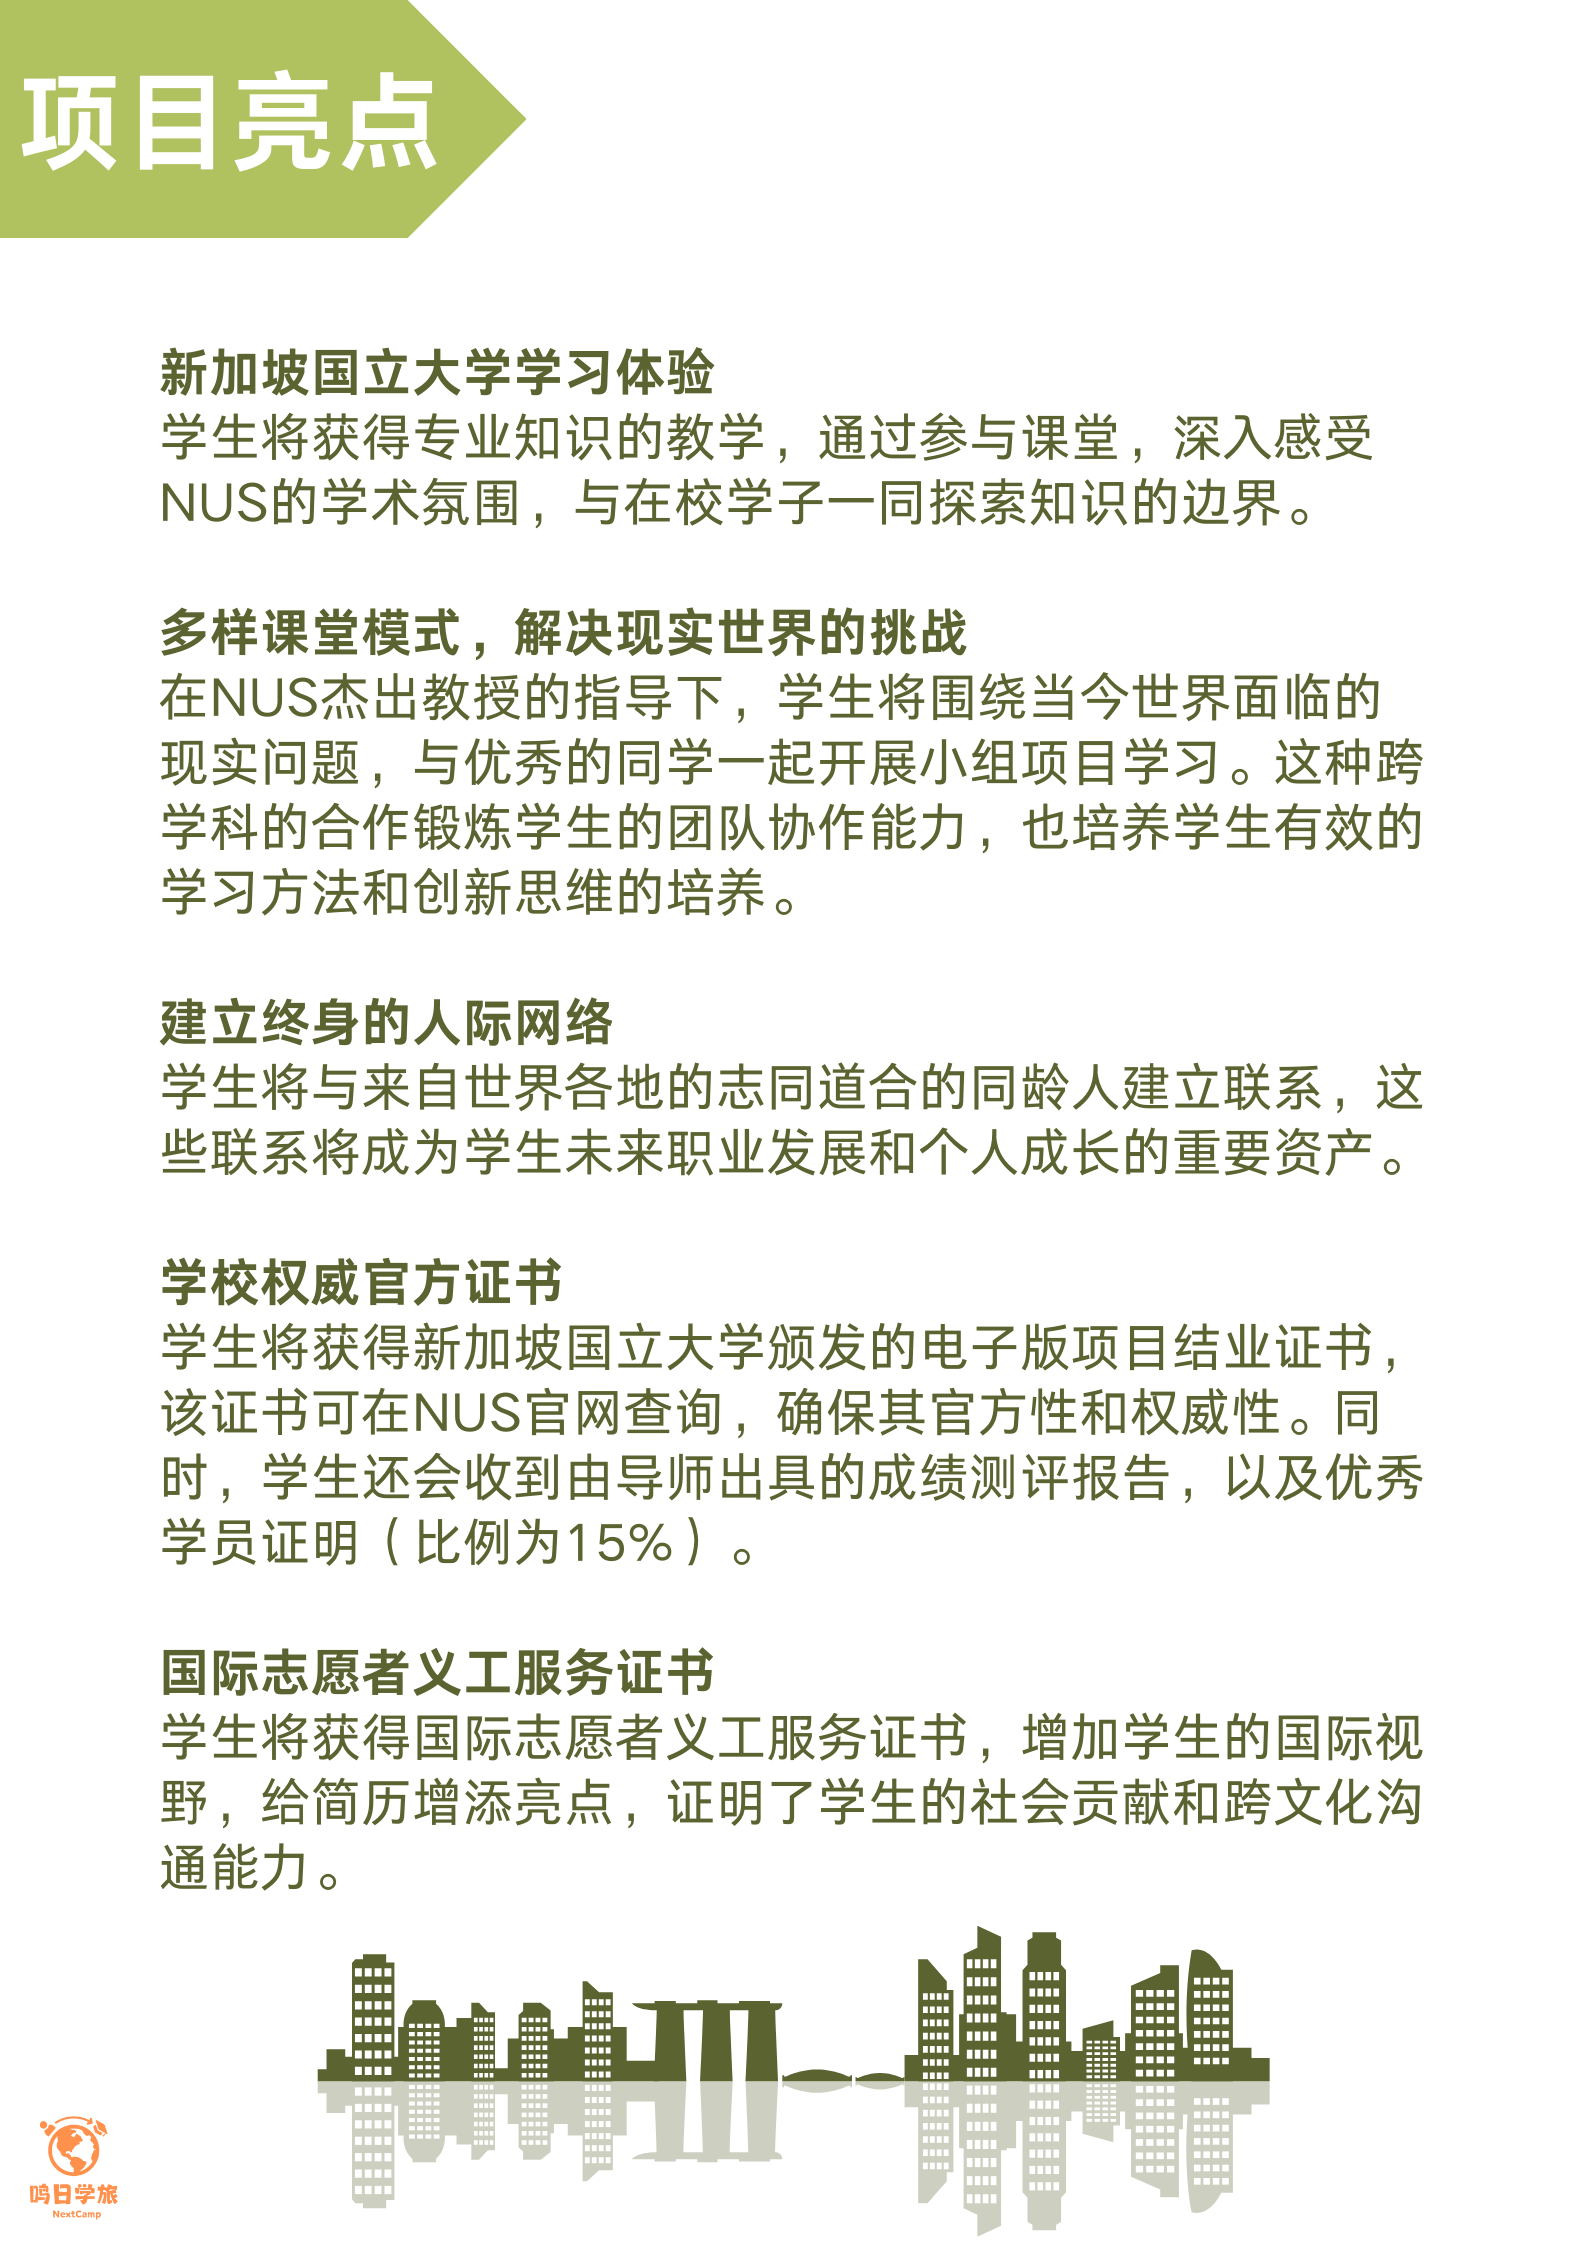 项目亮点
新加坡国立大学学习体验
学生将获得专业知识的教学，通过参与课堂，深入感受
NUS的学术氛围，与在校学子一同探索知识的边界。
多样课堂模式，解决现实世界的挑战
在NUS杰出教授的指导下，学生将围绕当今世界面临的
现实问题，与优秀的同学一起开展小组项目学习。这种跨
学科的合作锻炼学生的团队协作能力，也培养学生有效的
学习方法和创新思维的培养。
建立终身的人际网络
学生将与来自世界各地的志同道合的同龄人建立联系，这
些联系将成为学生未来职业发展和个人成长的重要资产。
学校权威官方证书
学生将获得新加坡国立大学颁发的电子版项目结业证书，
该证书可在NUS官网查询，确保其官方性和权威性。同
时，学生还会收到由导师出具的成绩测评报告，以及优秀
学员证明（比例为15%）。
国际志愿者义工服务证书
学生将获得国际志愿者义工服务证书，增加学生的国际视
野，给简历增添亮点，证明了学生的社会贡献和跨文化沟
通能力。
鸣日学旅
NextCamp